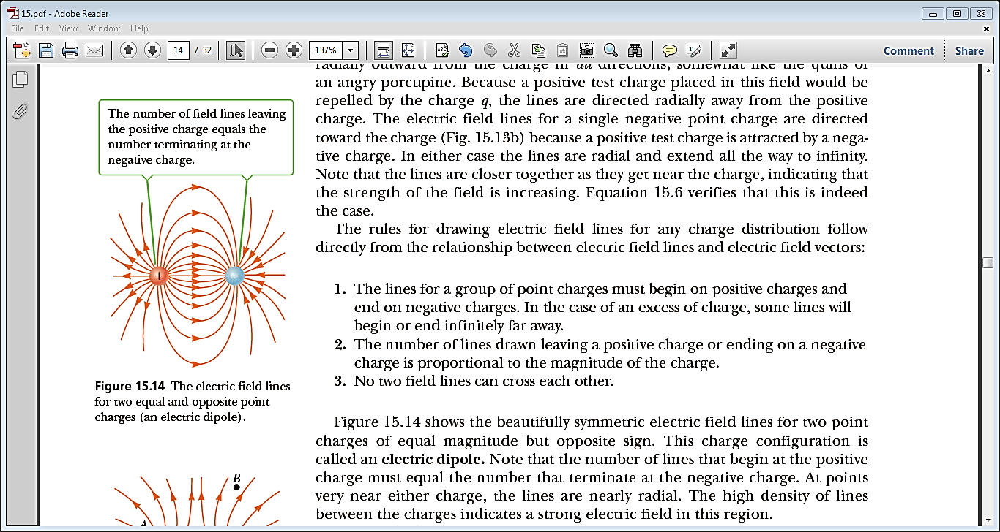 15.pdf - Adobe Reader
File Edit View Window Help
14 / 32 137% Comment Share
The number of field lines leaving
the positive charge equals the
number terminating at the
negative charge.
+ −
Figure 15.14 The electric field lines
for two equal and opposite point
charges (an electric dipole).
B
A
radially outward from the charge in all directions, somewhat like the quills of
an angry porcupine. Because a positive test charge placed in this field would be
repelled by the charge q, the lines are directed radially away from the positive
charge. The electric field lines for a single negative point charge are directed
toward the charge (Fig. 15.13b) because a positive test charge is attracted by a nega-
tive charge. In either case the lines are radial and extend all the way to infinity.
Note that the lines are closer together as they get near the charge, indicating that
the strength of the field is increasing. Equation 15.6 verifies that this is indeed
the case.
The rules for drawing electric field lines for any charge distribution follow
directly from the relationship between electric field lines and electric field vectors:
1. The lines for a group of point charges must begin on positive charges and
end on negative charges. In the case of an excess of charge, some lines will
begin or end infinitely far away.
2. The number of lines drawn leaving a positive charge or ending on a negative
charge is proportional to the magnitude of the charge.
3. No two field lines can cross each other.
Figure 15.14 shows the beautifully symmetric electric field lines for two point
charges of equal magnitude but opposite sign. This charge configuration is
called an electric dipole. Note that the number of lines that begin at the positive
charge must equal the number that terminate at the negative charge. At points
very near either charge, the lines are nearly radial. The high density of lines
between the charges indicates a strong electric field in this region.